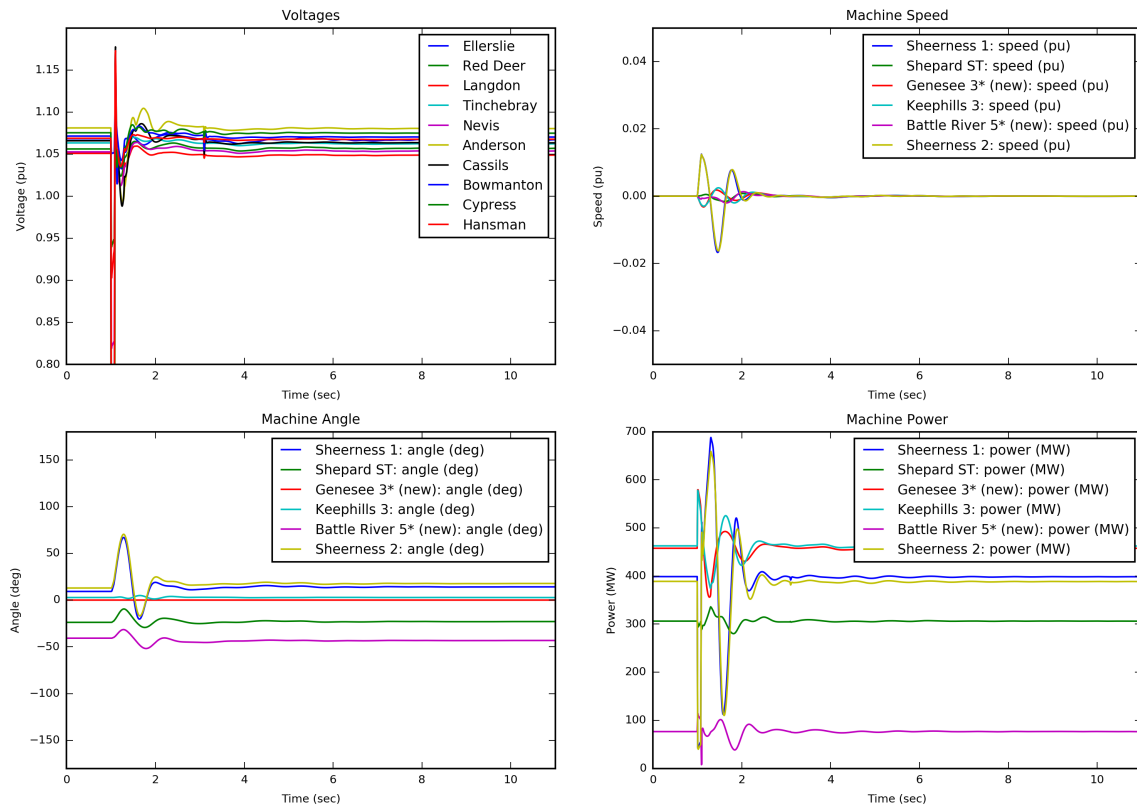 Voltages
1.15
1.10
1.05
1.00
0.95
0.90
0.85
0.80
Voltage (pu)
0
2
4
6
8
10
Time (sec)
Ellerslie
Red Deer
Langdon
Tinchebray
Nevis
Anderson
Cassils
Bowmanton
Cypress
Hansman
Machine Speed
0.04
0.02
0.00
−0.02
−0.04
Speed (pu)
0
2
4
6
8
10
Time (sec)
Sheerness 1: speed (pu)
Shepard ST: speed (pu)
Genesee 3* (new): speed (pu)
Keephills 3: speed (pu)
Battle River 5* (new): speed (pu)
Sheerness 2: speed (pu)
Machine Angle
150
100
50
0
−50
−100
−150
Angle (deg)
0
2
4
6
8
10
Time (sec)
Sheerness 1: angle (deg)
Shepard ST: angle (deg)
Genesee 3* (new): angle (deg)
Keephills 3: angle (deg)
Battle River 5* (new): angle (deg)
Sheerness 2: angle (deg)
Machine Power
700
600
500
400
300
200
100
0
Power (MW)
0
2
4
6
8
10
Time (sec)
Sheerness 1: power (MW)
Shepard ST: power (MW)
Genesee 3* (new): power (MW)
Keephills 3: power (MW)
Battle River 5* (new): power (MW)
Sheerness 2: power (MW)